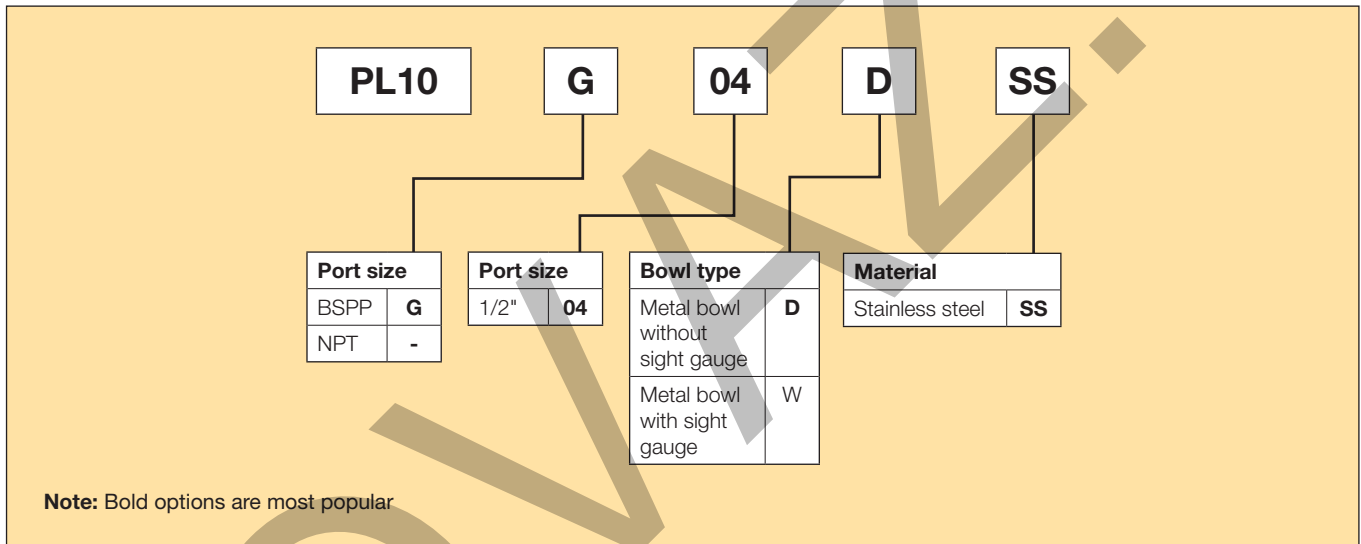 PL10 G 04 D SS
Port size
BSPP G
NPT -
Port size
1/2" 04
Bowl type
Metal bowl D
without
sight gauge
Metal bowl W
with sight
gauge
Material
Stainless steel SS
Note: Bold options are most popular